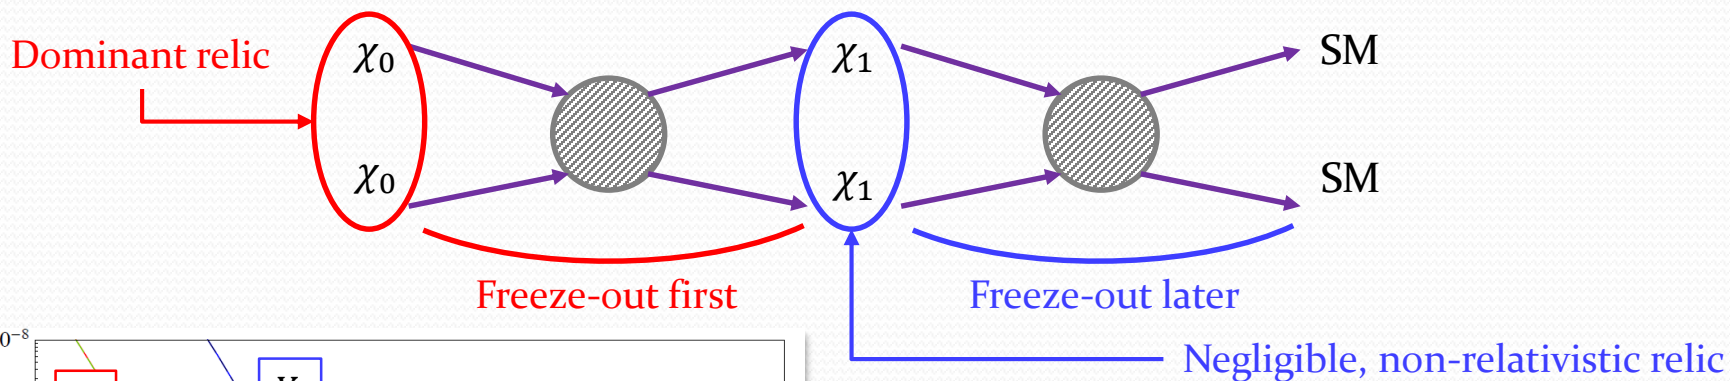 Dominant relic
χ₀
χ₁
SM
χ₀
χ₁
SM
Freeze-out first
Freeze-out later
Negligible, non-relativistic relic